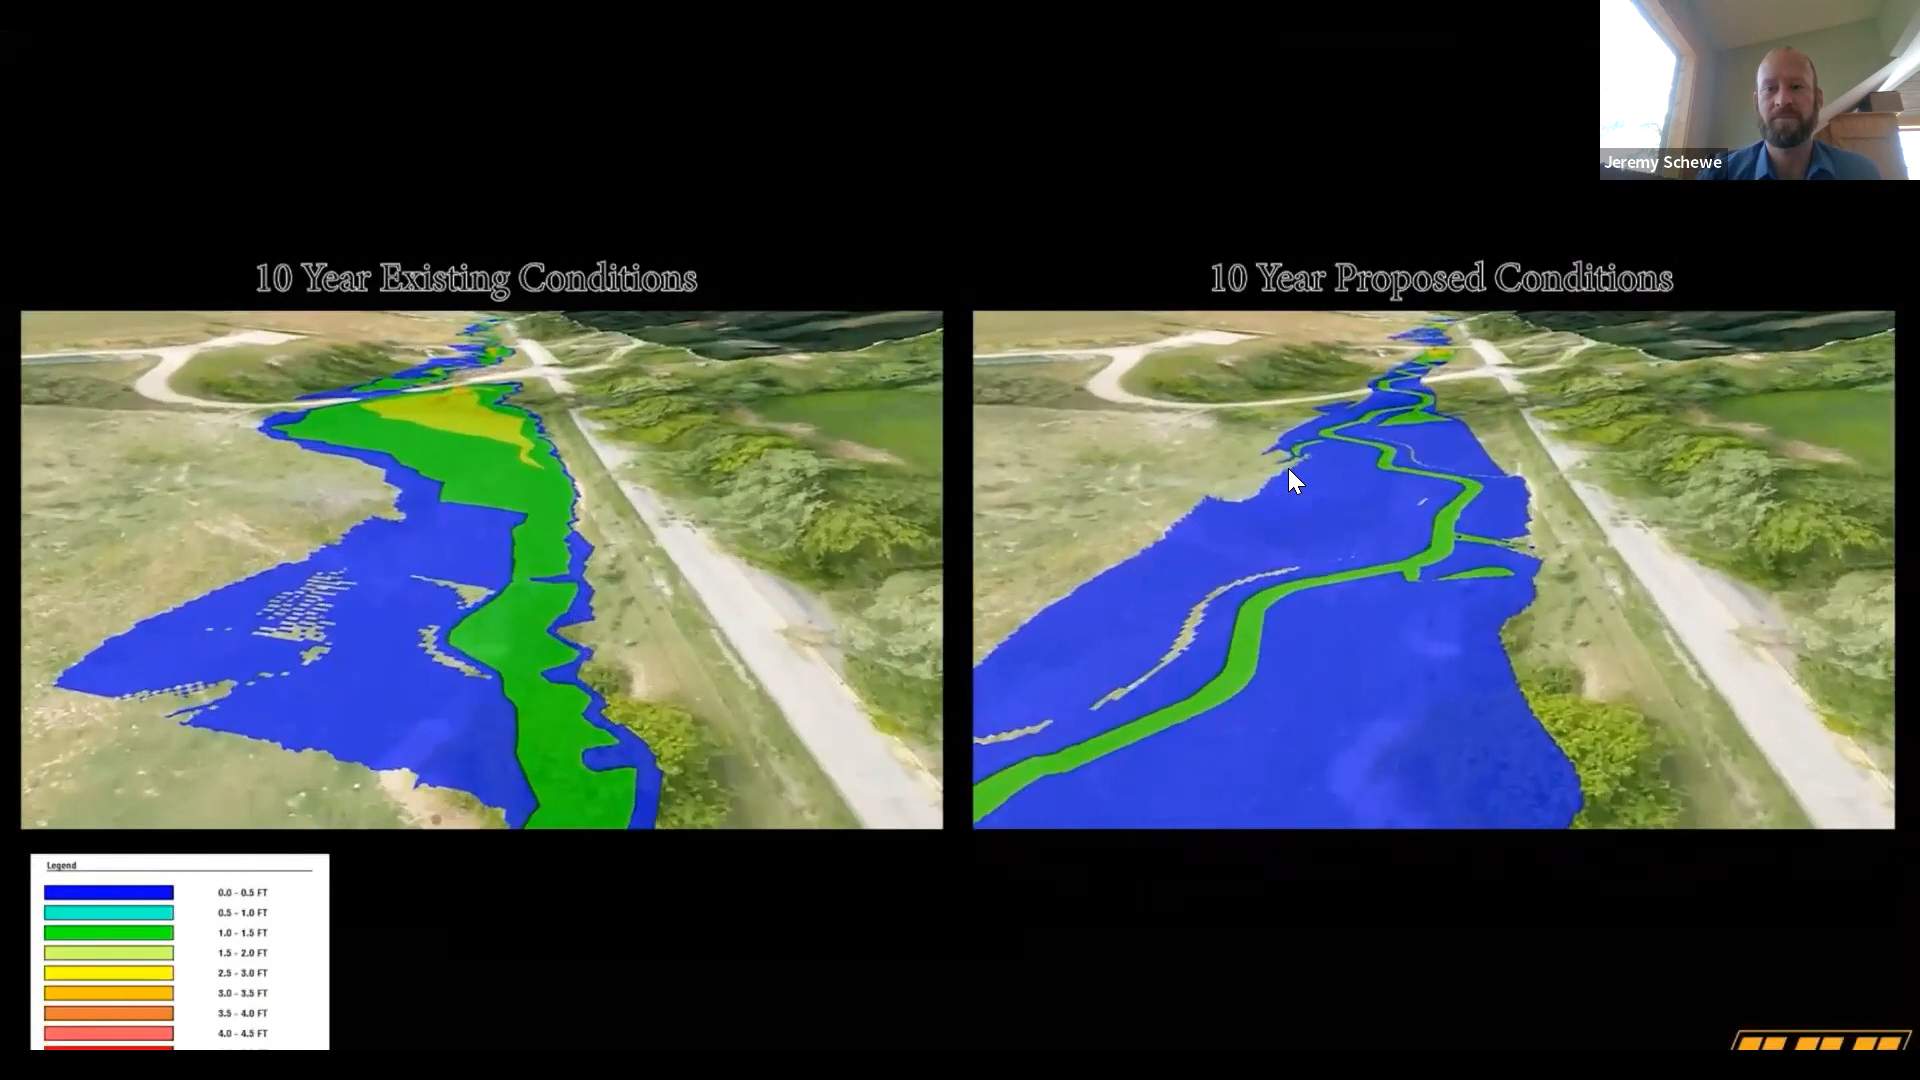 Jeremy Schewe
10 Year Existing Conditions
10 Year Proposed Conditions
Legend
0.0 - 0.5 FT
0.5 - 1.0 FT
1.0 - 1.5 FT
1.5 - 2.0 FT
2.5 - 3.0 FT
3.0 - 3.5 FT
3.5 - 4.0 FT
4.0 - 4.5 FT